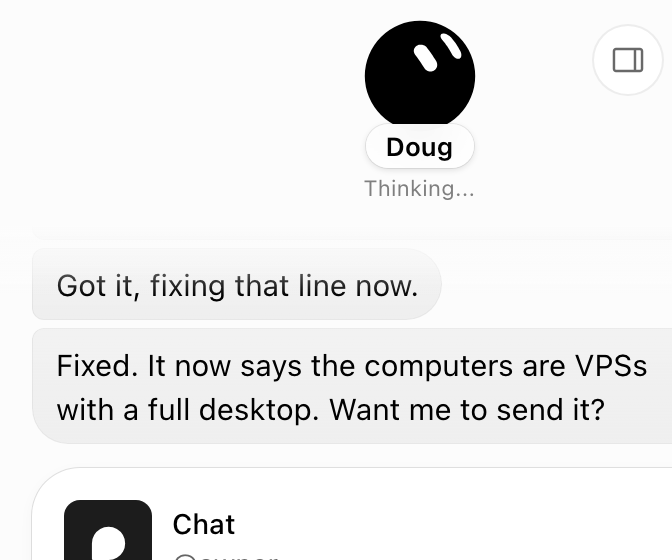 Doug
Thinking...
Got it, fixing that line now.
Fixed. It now says the computers are VPSs
with a full desktop. Want me to send it?
Chat